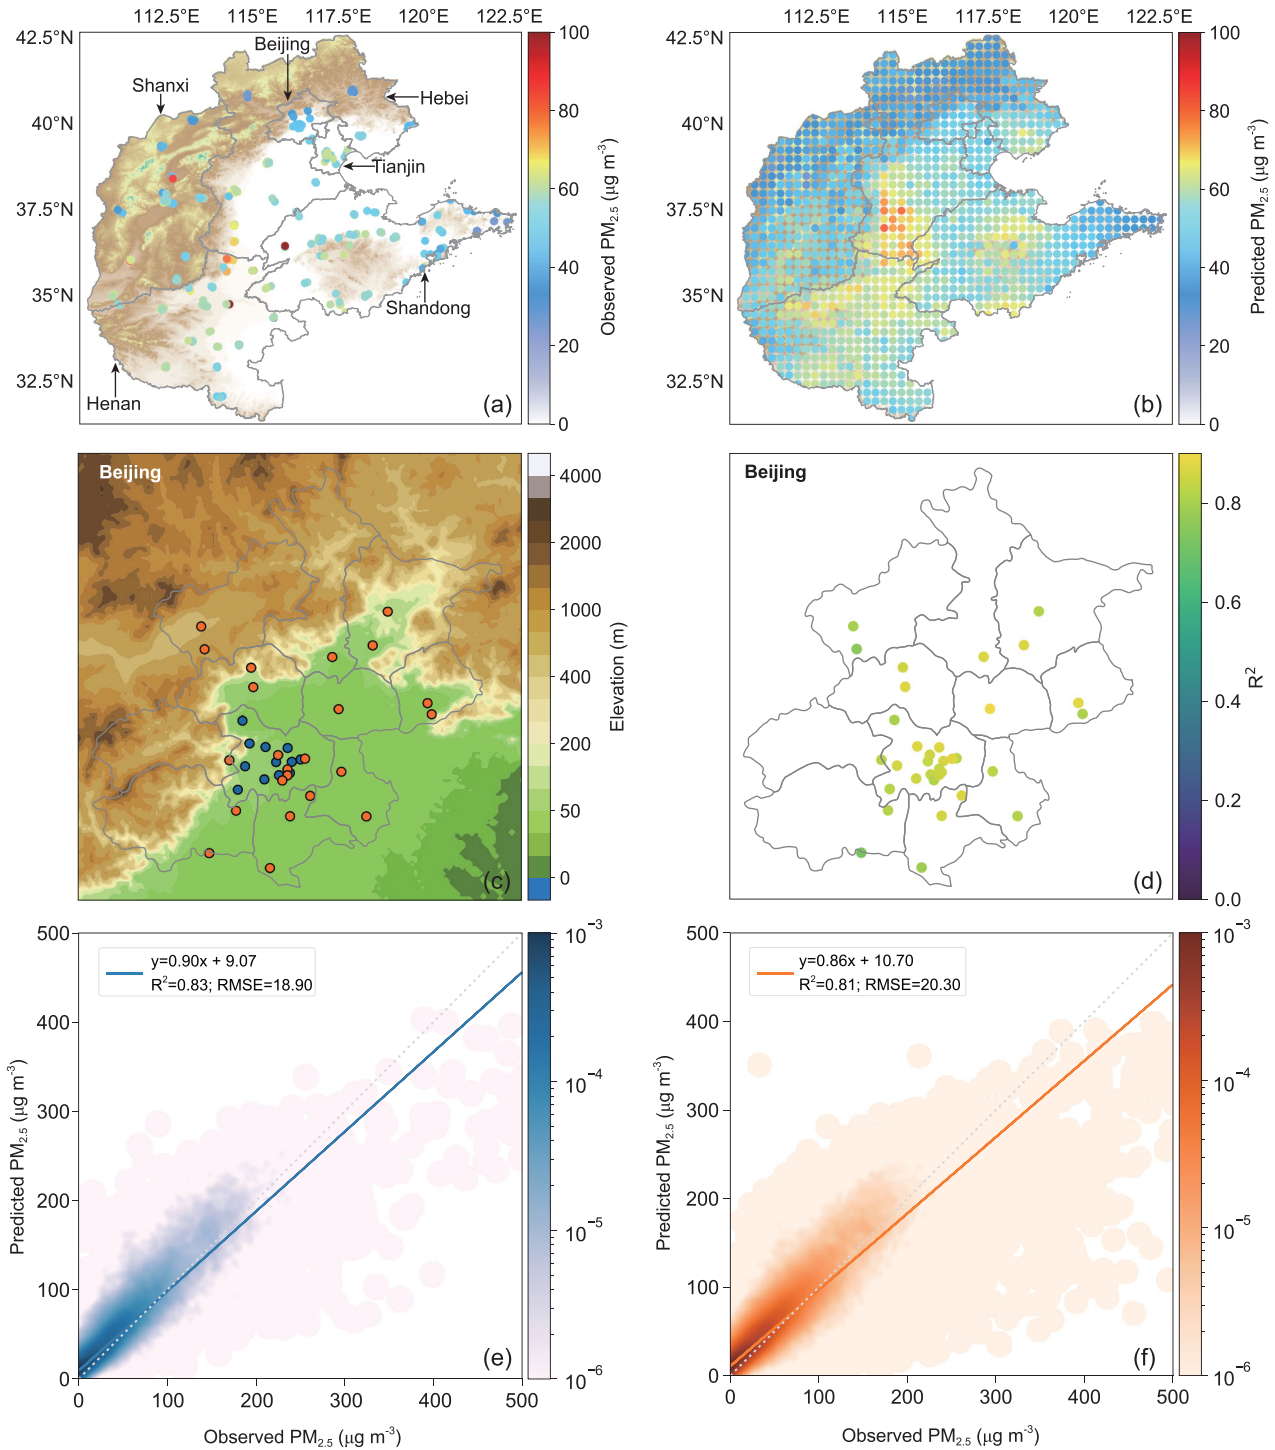 112.5°E 115°E 117.5°E 120°E 122.5°E
42.5°N
40°N
37.5°N
35°N
32.5°N
Beijing
Shanxi
Hebei
Tianjin
Shandong
Henan
(a)
100
80
60
40
20
0
Observed PM2.5 (μg m−3)
112.5°E 115°E 117.5°E 120°E 122.5°E
42.5°N
40°N
37.5°N
35°N
32.5°N
(b)
100
80
60
40
20
0
Predicted PM2.5 (μg m−3)
Beijing
(c)
4000
2000
1000
400
200
50
0
Elevation (m)
Beijing
(d)
0.8
0.6
0.4
0.2
0.0
R2
500
400
300
200
100
0
Predicted PM2.5 (μg m−3)
y=0.90x + 9.07
R2=0.83; RMSE=18.90
(e)
0 100 200 300 400 500
Observed PM2.5 (μg m−3)
10−3
10−4
10−5
10−6
500
400
300
200
100
0
Predicted PM2.5 (μg m−3)
y=0.86x + 10.70
R2=0.81; RMSE=20.30
(f)
0 100 200 300 400 500
Observed PM2.5 (μg m−3)
10−3
10−4
10−5
10−6